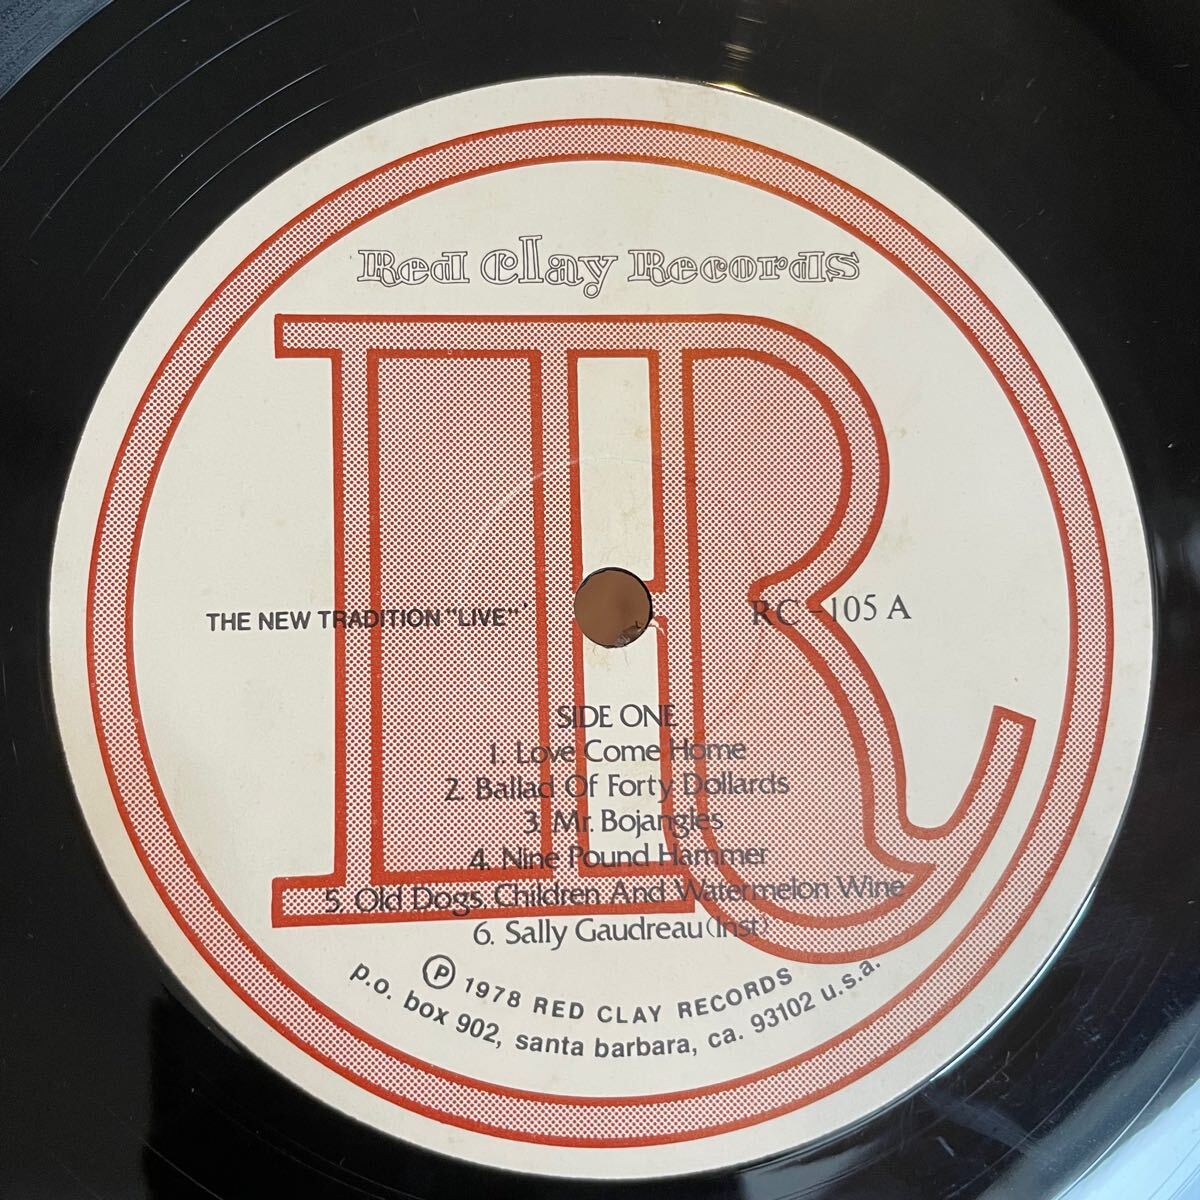 Red Clay Records
THE NEW TRADITION "LIVE"'
RC-105 A
SIDE ONE
1. Love Come Home
2. Ballad Of Forty Dollards
3. Mr. Bojangles
4. Nine Pound Hammer
5. Old Dogs. Children And Watermelon Wine
6. Sally Gaudreau (Inst)
Ⓟ 1978 RED CLAY RECORDS
p.o. box 902, santa barbara, ca. 93102 u.s.a.